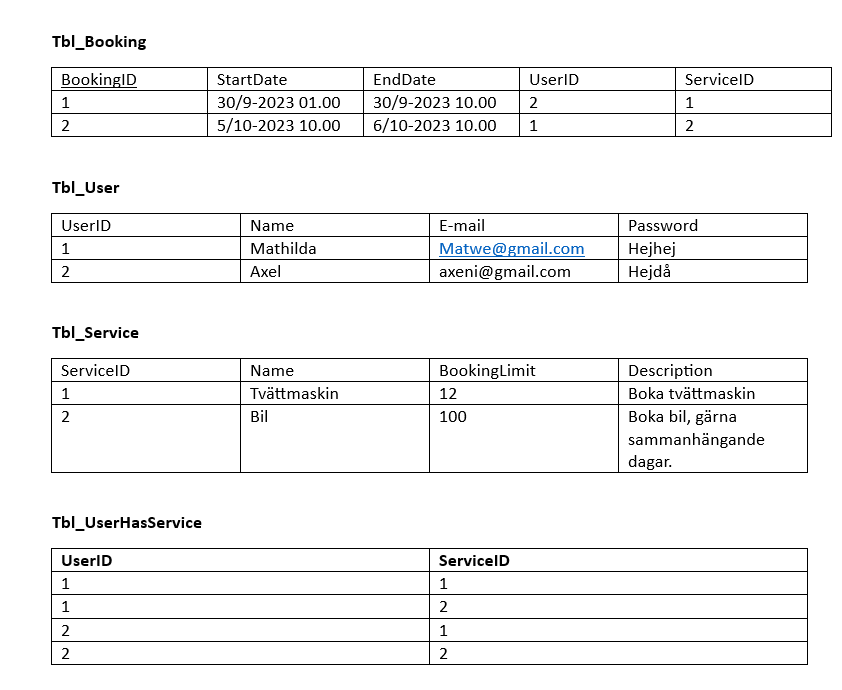 Tbl_Booking
BookingID StartDate EndDate UserID ServiceID
1 30/9-2023 01.00 30/9-2023 10.00 2 1
2 5/10-2023 10.00 6/10-2023 10.00 1 2
Tbl_User
UserID Name E-mail Password
1 Mathilda Matwe@gmail.com Hejhej
2 Axel axeni@gmail.com Hejdå
Tbl_Service
ServiceID Name BookingLimit Description
1 Tvättmaskin 12 Boka tvättmaskin
2 Bil 100 Boka bil, gärna
sammanhängande
dagar.
Tbl_UserHasService
UserID ServiceID
1 1
1 2
2 1
2 2